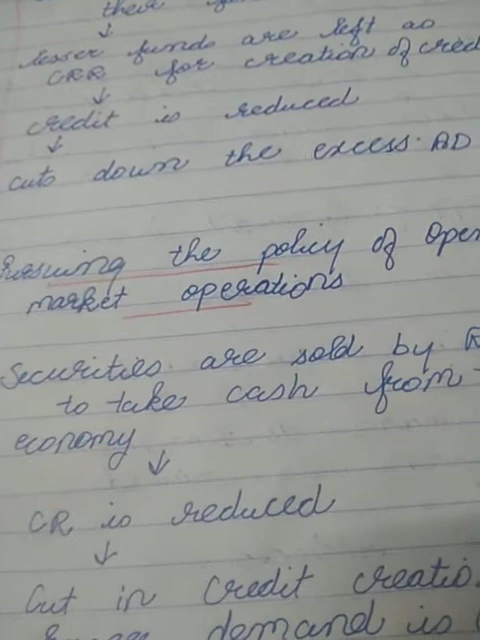 these
↓
lesser funds are left as
CRR for creation of cred
↓
credit is reduced
↓
cuts down the excess AD
Pursuing the policy of open
market operations
Securities are sold by R
to take cash from
economy
↓
CR is reduced
↓
Cut in credit creatio
demand is